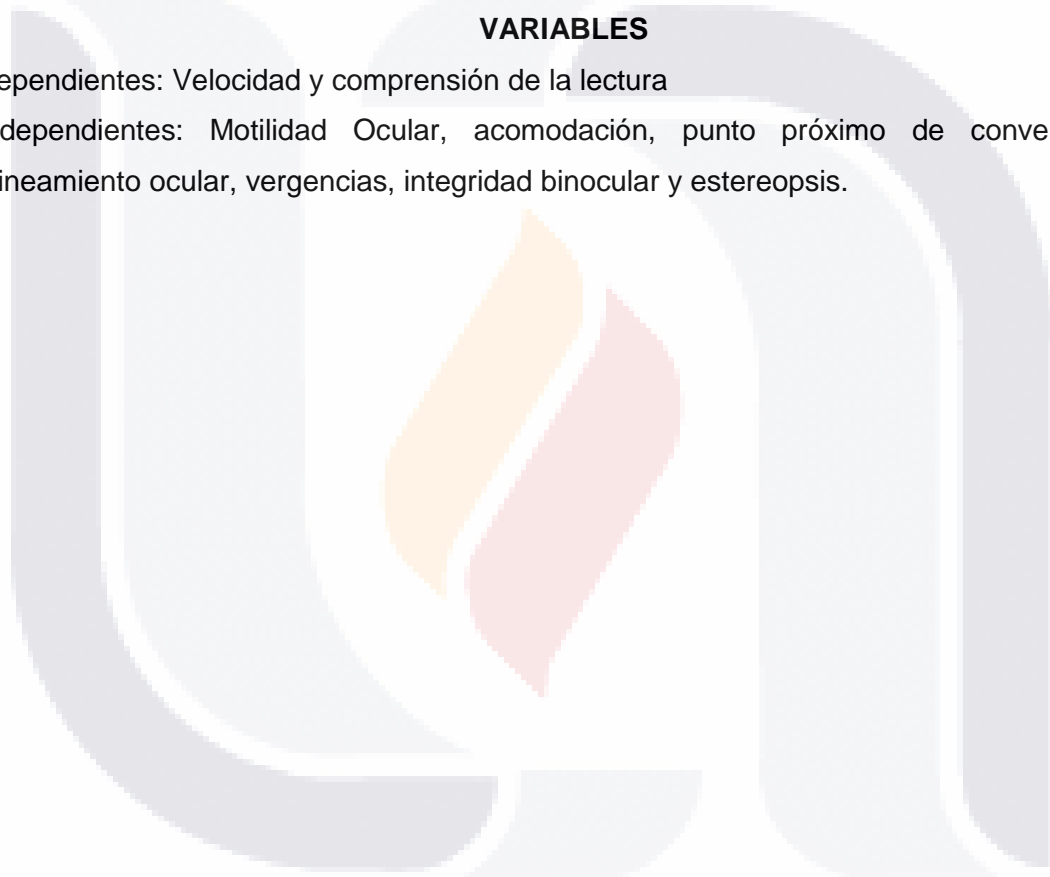 VARIABLES
ependientes: Velocidad y comprensión de la lectura
dependientes: Motilidad Ocular, acomodación, punto próximo de conve
ineamiento ocular, vergencias, integridad binocular y estereopsis.